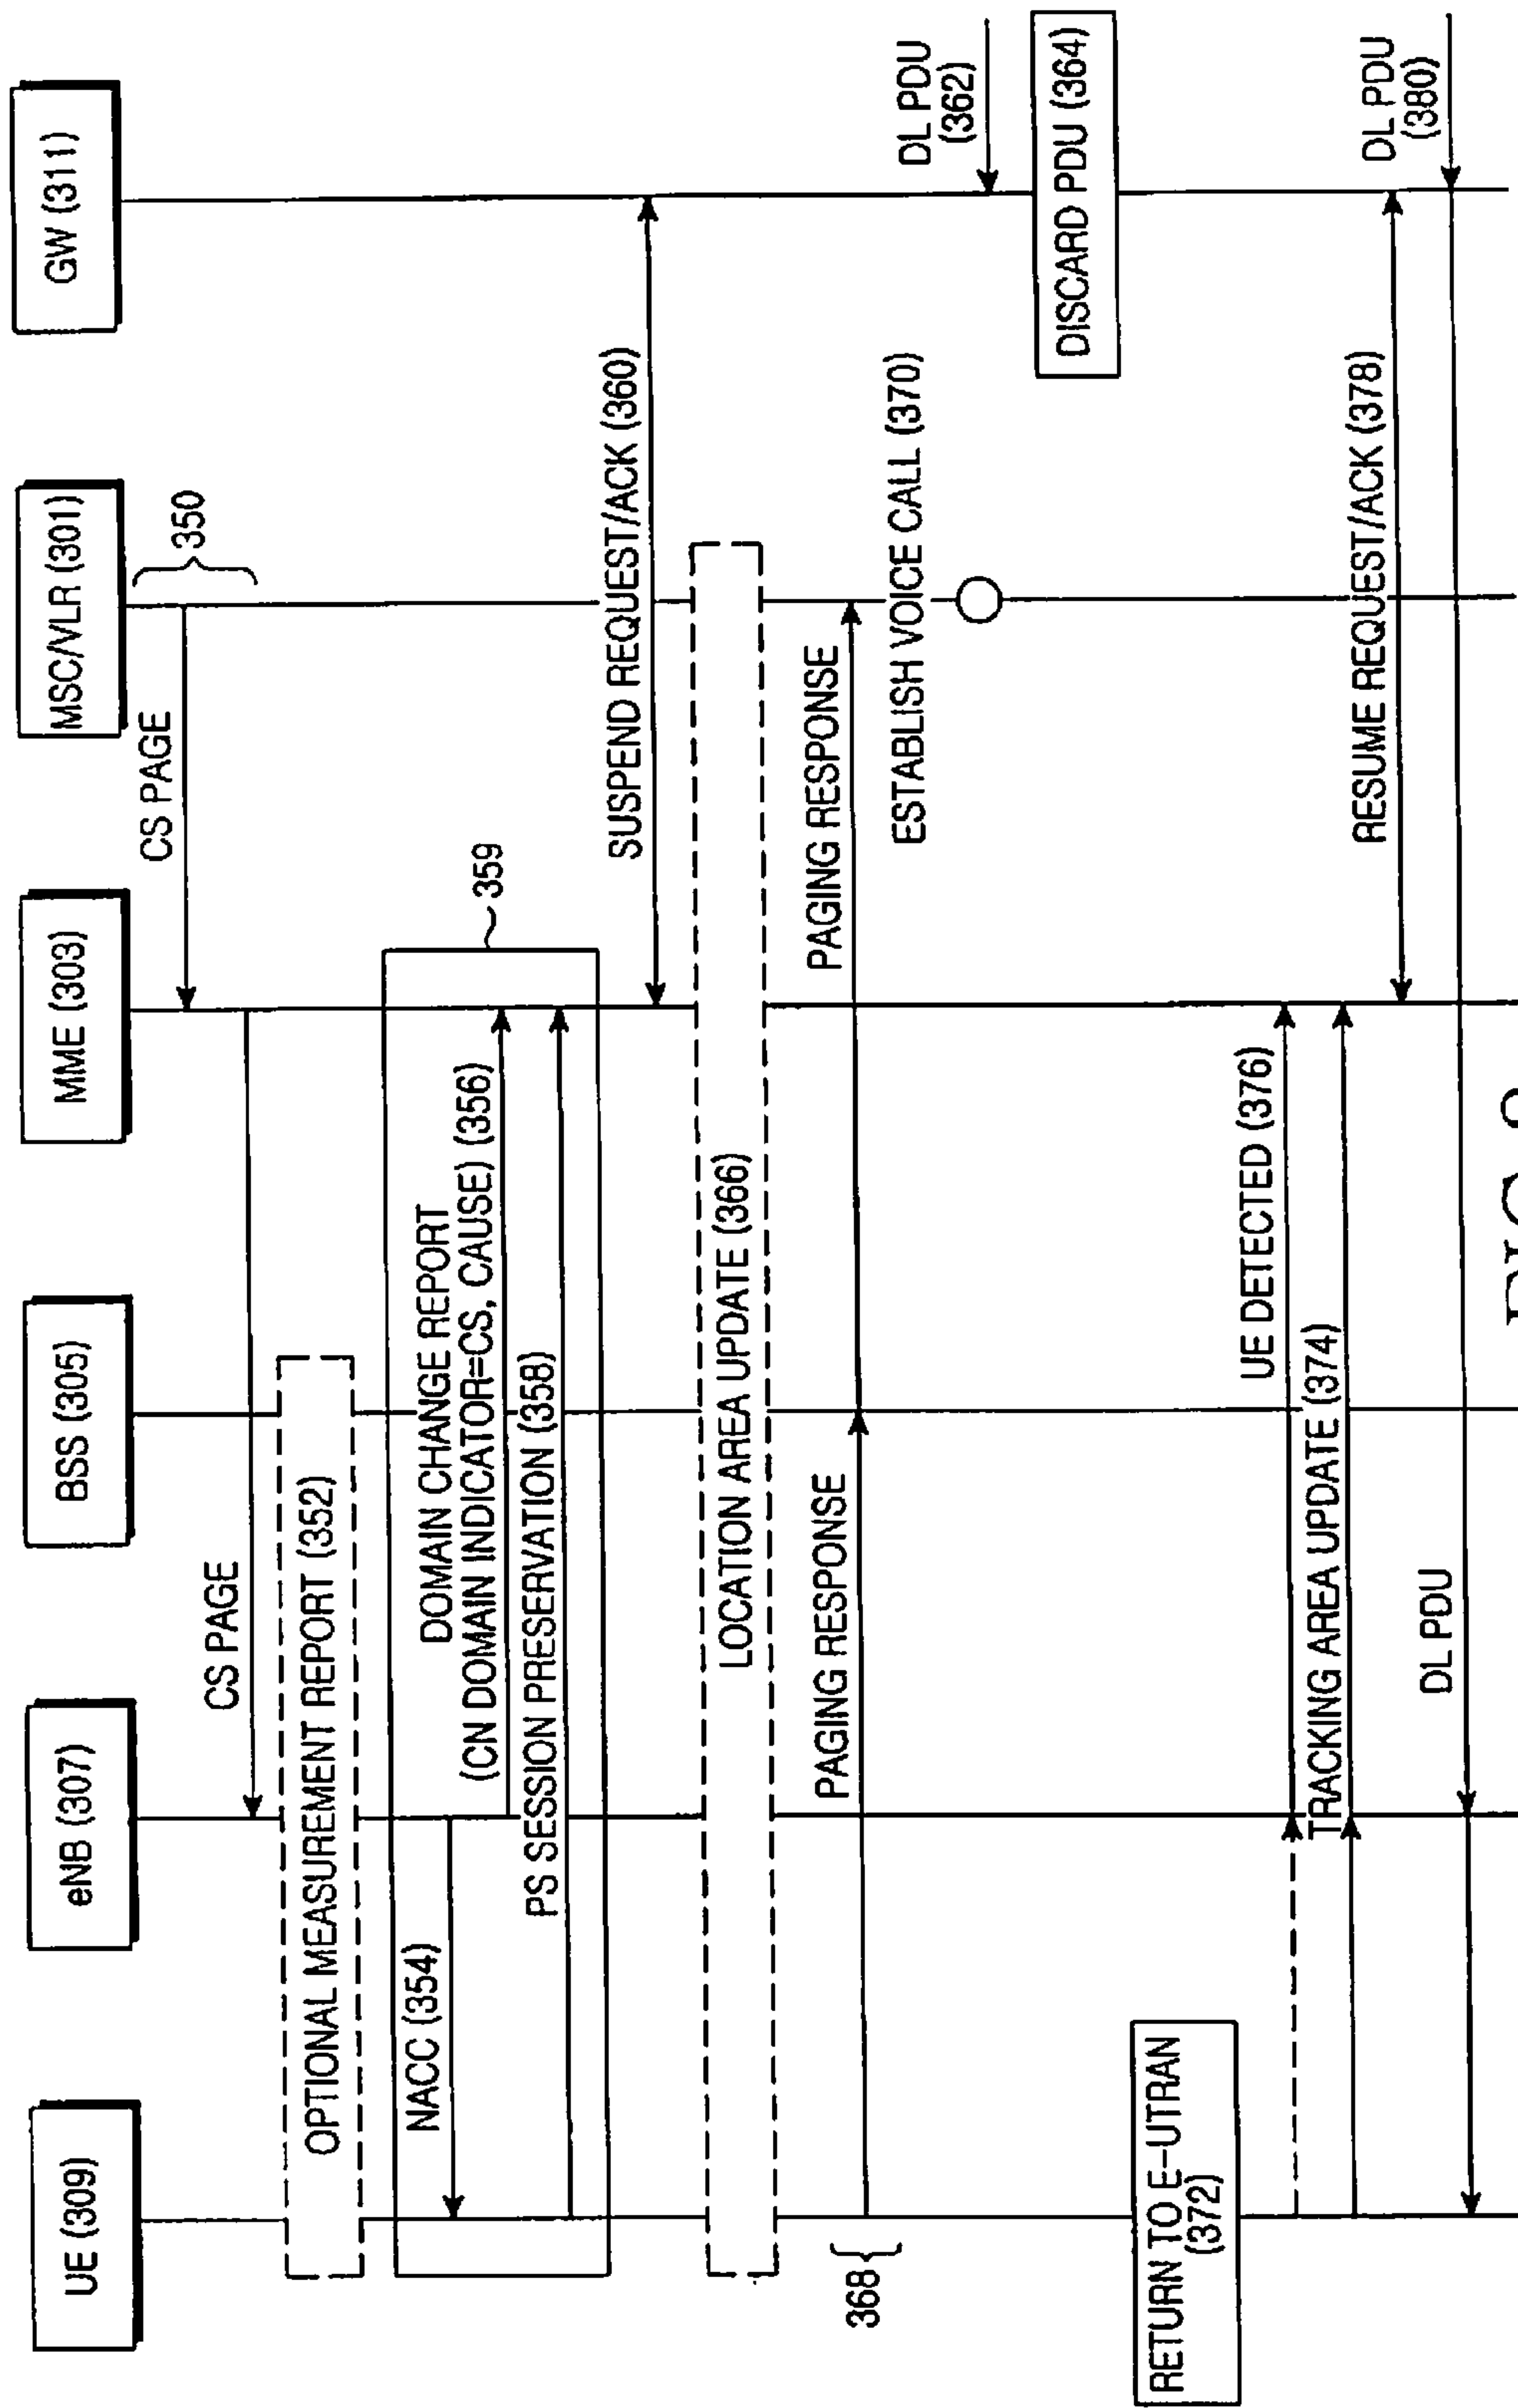 UE (309)
eNB (307)
BSS (305)
MME (303)
MSC/VLR (301)
GW (311)
350
CS PAGE
CS PAGE
OPTIONAL MEASUREMENT REPORT (352)
NACC (354)
DOMAIN CHANGE REPORT
(CN DOMAIN INDICATOR=CS, CAUSE) (356)
PS SESSION PRESERVATION (358)
359
SUSPEND REQUEST/ACK (360)
LOCATION AREA UPDATE (366)
368
PAGING RESPONSE
PAGING RESPONSE
ESTABLISH VOICE CALL (370)
DL PDU
(362)
DISCARD PDU (364)
RETURN TO E-UTRAN
(372)
UE DETECTED (376)
TRACKING AREA UPDATE (374)
RESUME REQUEST/ACK (378)
DL PDU
(380)
DL PDU